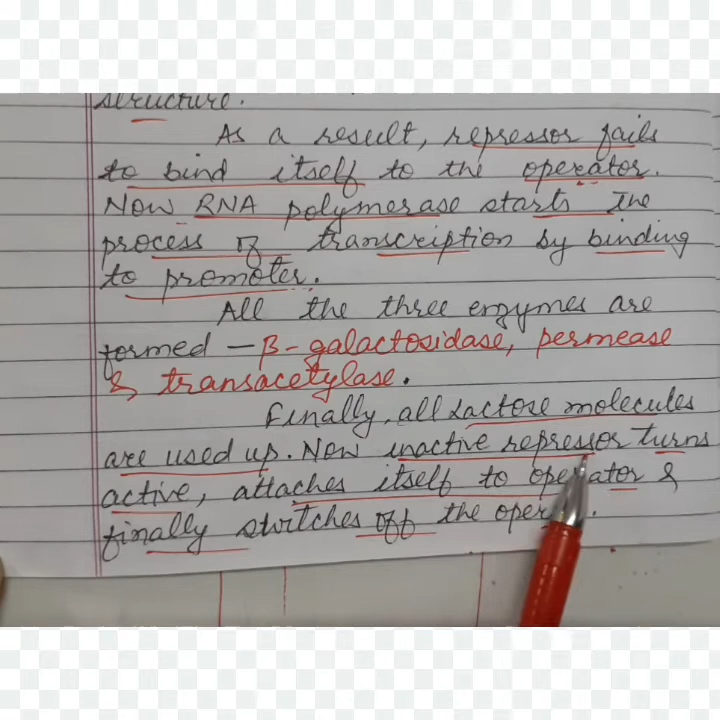 structure.
As a result, repressor fails
to bind itself to the operator.
Now RNA polymerase starts the
process of transcription by binding
to promoter.
All the three enzymes are
formed — β-galactosidase, permease
& transacetylase.
Finally, all Lactose molecules
are used up. Now inactive repressor turns
active, attaches itself to operator &
finally switches off the